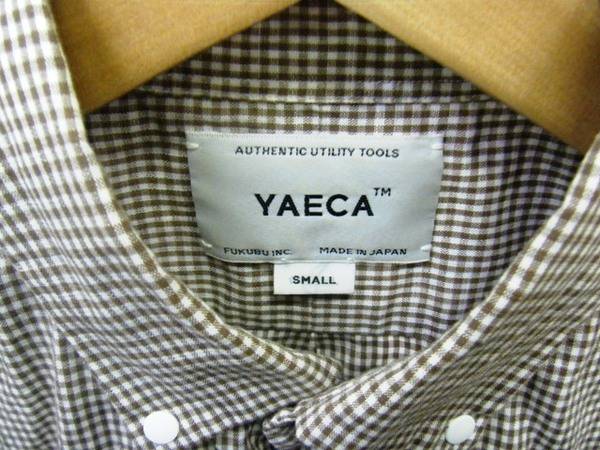 AUTHENTIC UTILITY TOOLS
YAECA™
FUKUBU INC. MADE IN JAPAN
SMALL